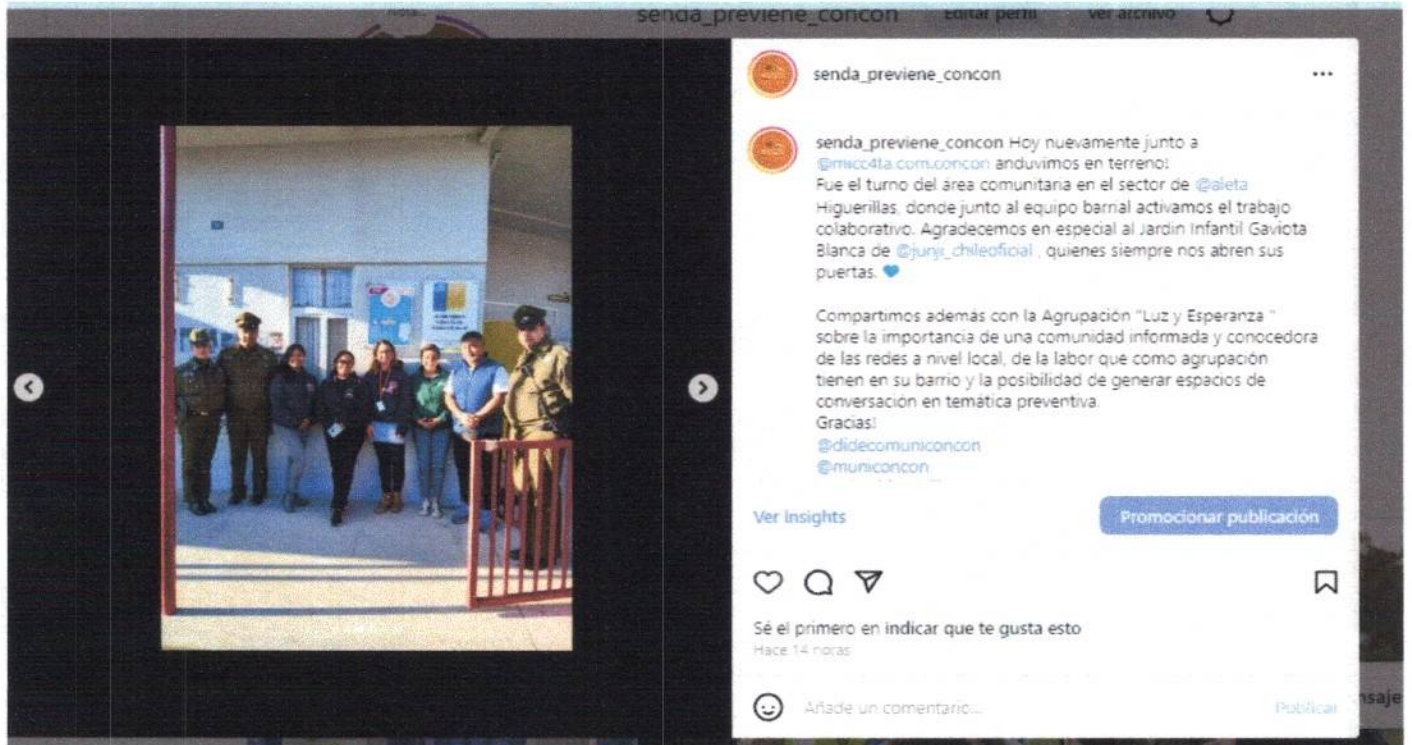 senda_previene_concon Editar perfil Ver archivo
senda_previene_concon
senda_previene_concon Hoy nuevamente junto a
@micc4ta.com.concon anduvimos en terreno!
Fue el turno del área comunitaria en el sector de @aleta
Higuerillas, donde junto al equipo barrial activamos el trabajo
colaborativo. Agradecemos en especial al Jardin Infantil Gaviota
Blanca de @junji_chileoficial , quienes siempre nos abren sus
puertas. 💙
Compartimos además con la Agrupación "Luz y Esperanza "
sobre la importancia de una comunidad informada y conocedora
de las redes a nivel local, de la labor que como agrupación
tienen en su barrio y la posibilidad de generar espacios de
conversación en temática preventiva.
Gracias!
@didecomuniconcon
@municoncon
Ver insights
Promocionar publicación
Sé el primero en indicar que te gusta esto
Hace 14 horas
Añade un comentario...
Publicar
nsaje